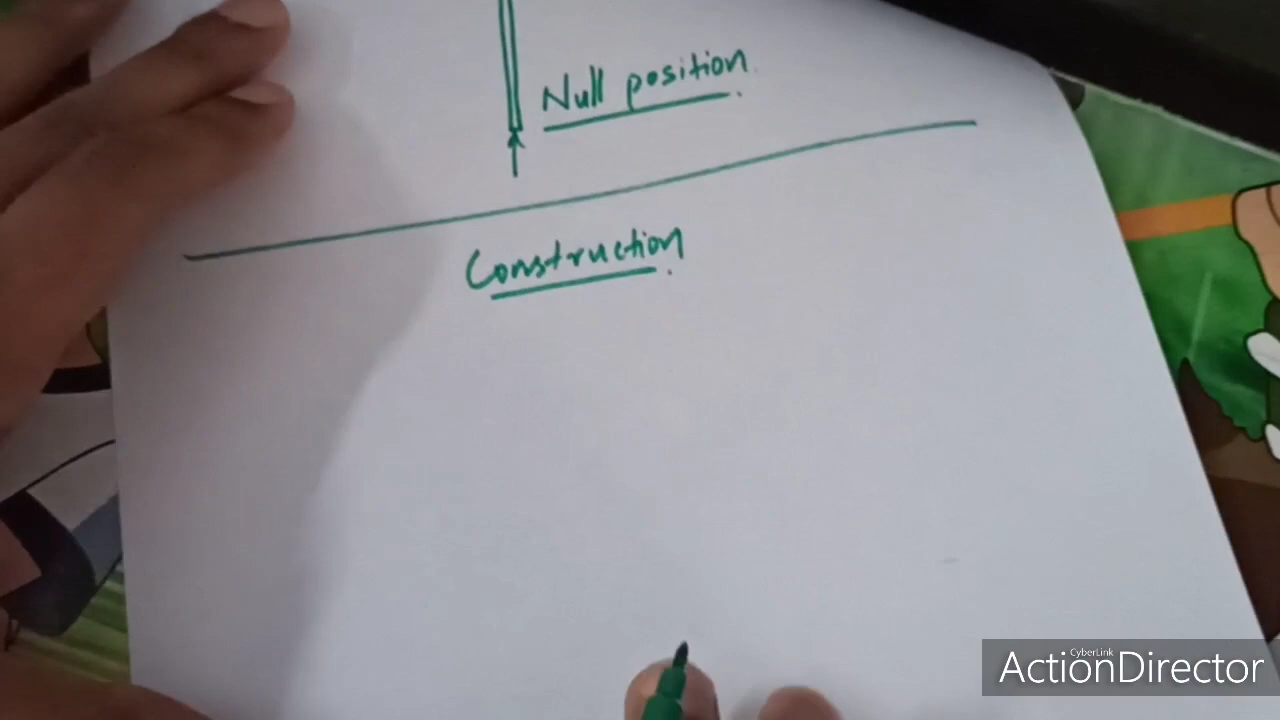 Null position.
Construction.
CyberLink
ActionDirector